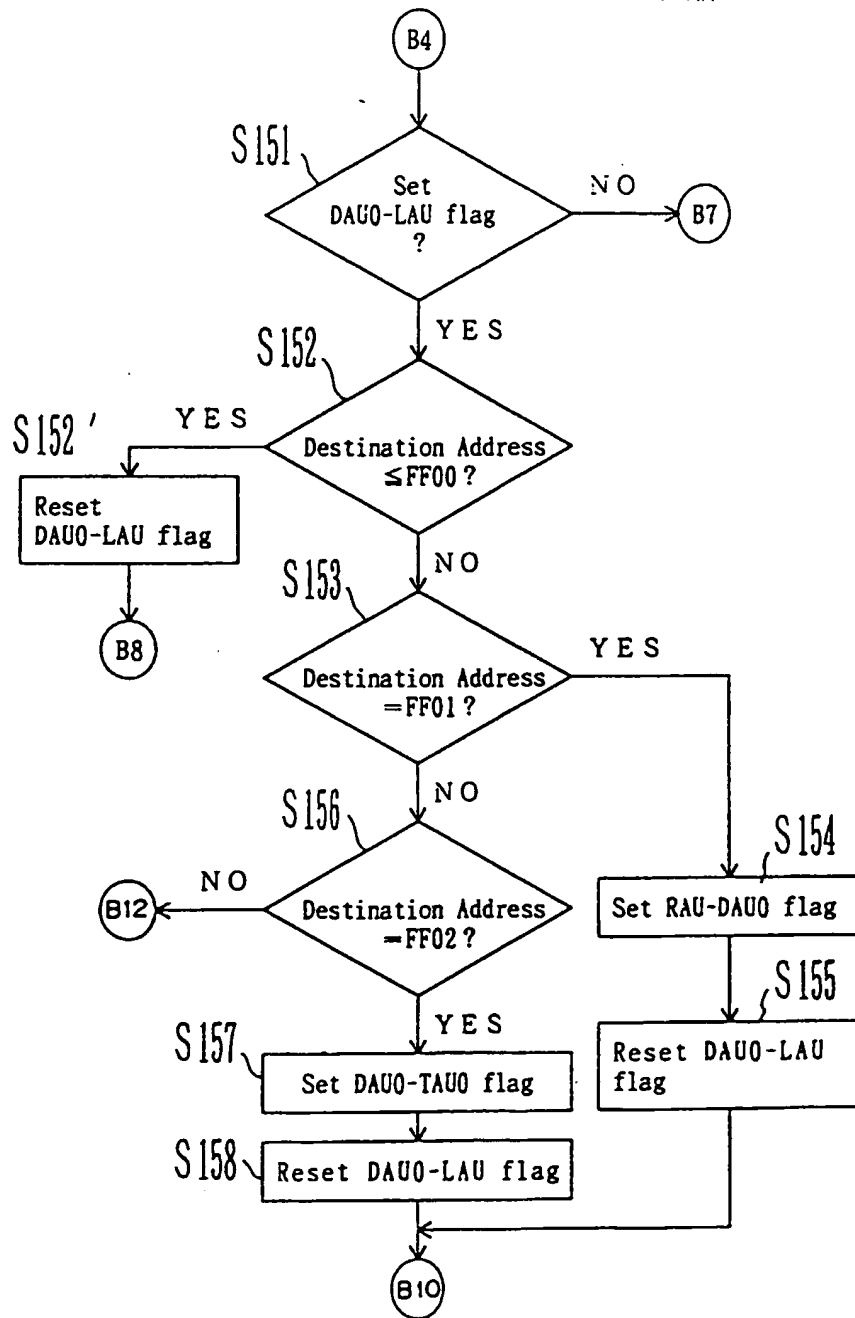 B4
S151
Set
DAU0-LAU flag
?
NO
B7
YES
S152
Destination Address
≦FF00?
YES
S152'
Reset
DAU0-LAU flag
B8
NO
S153
Destination Address
=FF01?
YES
NO
S156
Destination Address
=FF02?
NO
B12
S154
Set RAU-DAU0 flag
S155
Reset DAU0-LAU
flag
YES
S157
Set DAU0-TAU0 flag
S158
Reset DAU0-LAU flag
B10